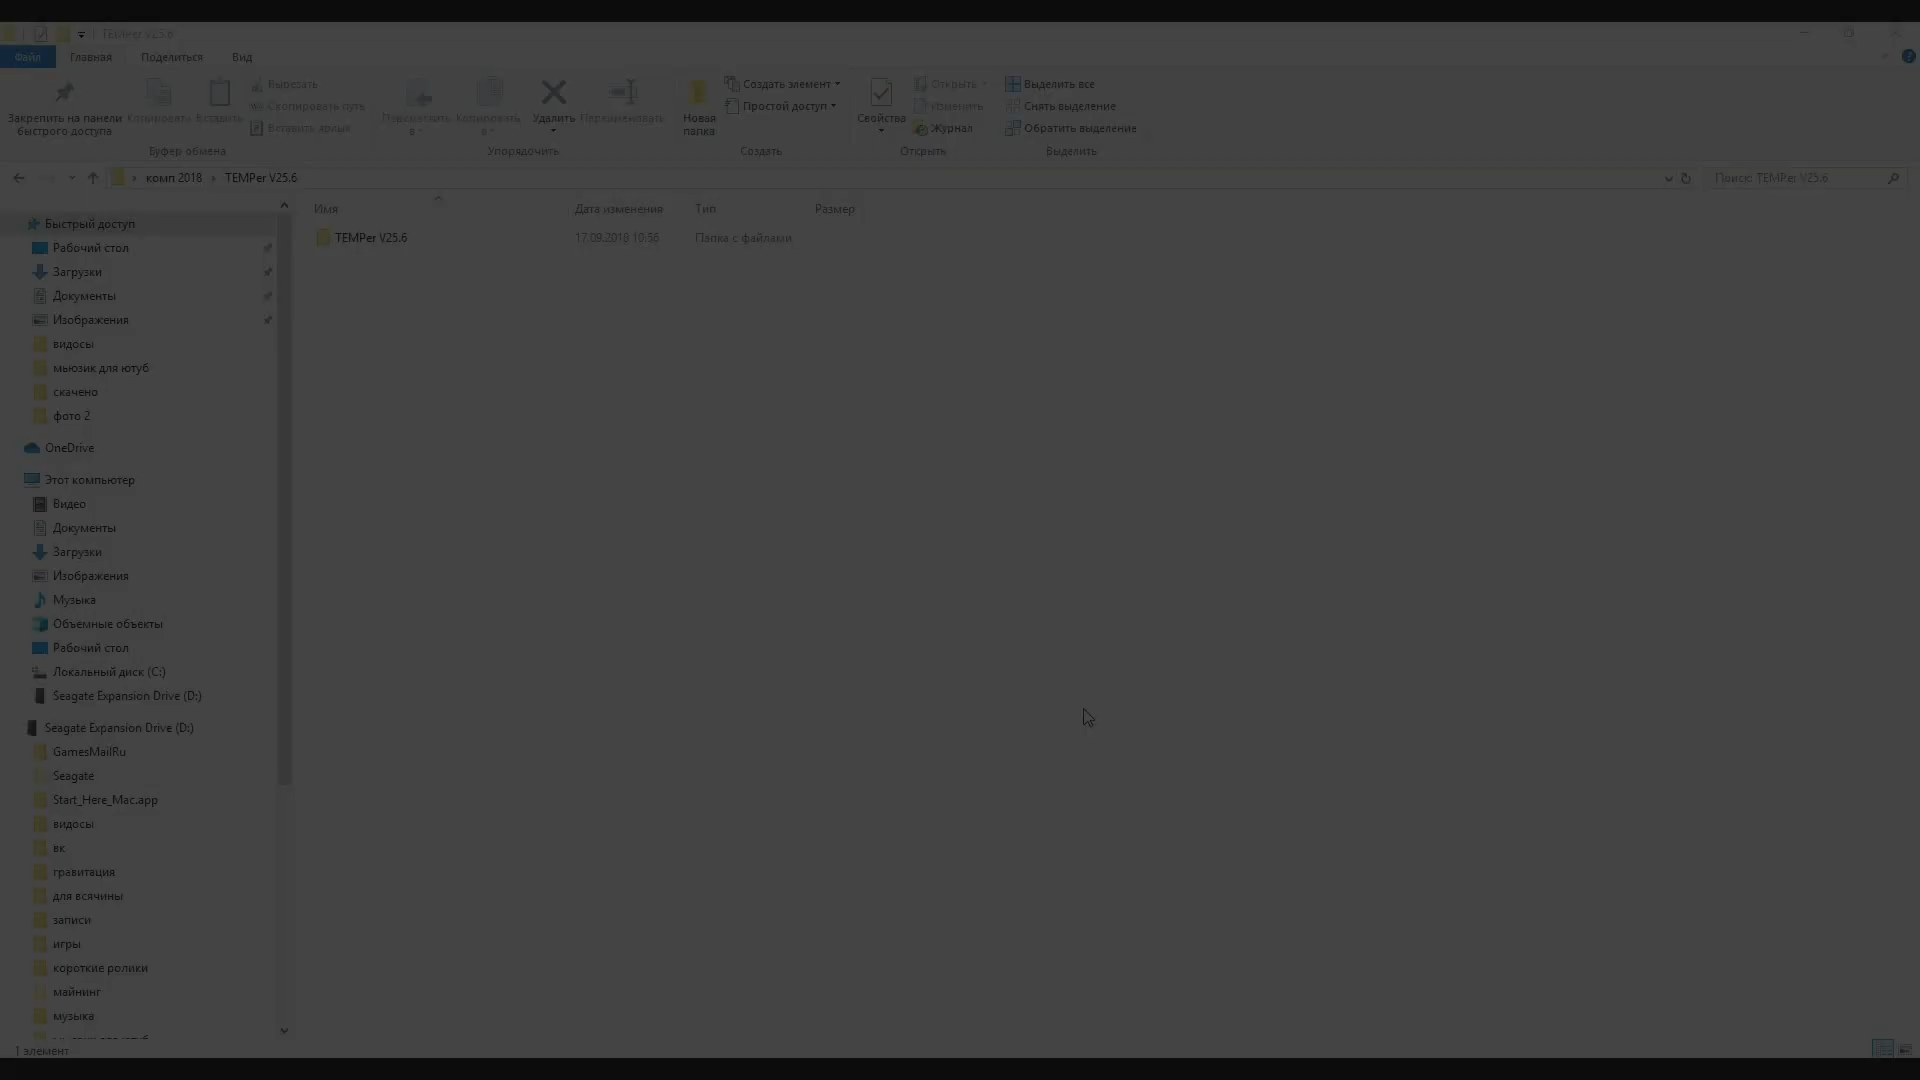 TEMPer V25.6
Файл Главная Поделиться Вид
Закрепить на панели быстрого доступа
Копировать
Вставить
Вырезать
Скопировать путь
Вставить ярлык
Буфер обмена
Переместить в
Копировать в
Удалить
Переименовать
Упорядочить
Новая папка
Создать элемент
Простой доступ
Создать
Свойства
Открыть
Изменить
Журнал
Открыть
Выделить все
Снять выделение
Обратить выделение
Выделить
комп 2018 TEMPer V25.6
Поиск: TEMPer V25.6
Имя Дата изменения Тип Размер
TEMPer V25.6 17.09.2018 10:56 Папка с файлами
Быстрый доступ
Рабочий стол
Загрузки
Документы
Изображения
видосы
мьюзик для ютуб
скачено
фото 2
OneDrive
Этот компьютер
Видео
Документы
Загрузки
Изображения
Музыка
Объемные объекты
Рабочий стол
Локальный диск (C:)
Seagate Expansion Drive (D:)
Seagate Expansion Drive (D:)
GamesMailRu
Seagate
Start_Here_Mac.app
видосы
вк
гравитация
для всячины
записи
игры
короткие ролики
майнинг
музыка
1 элемент